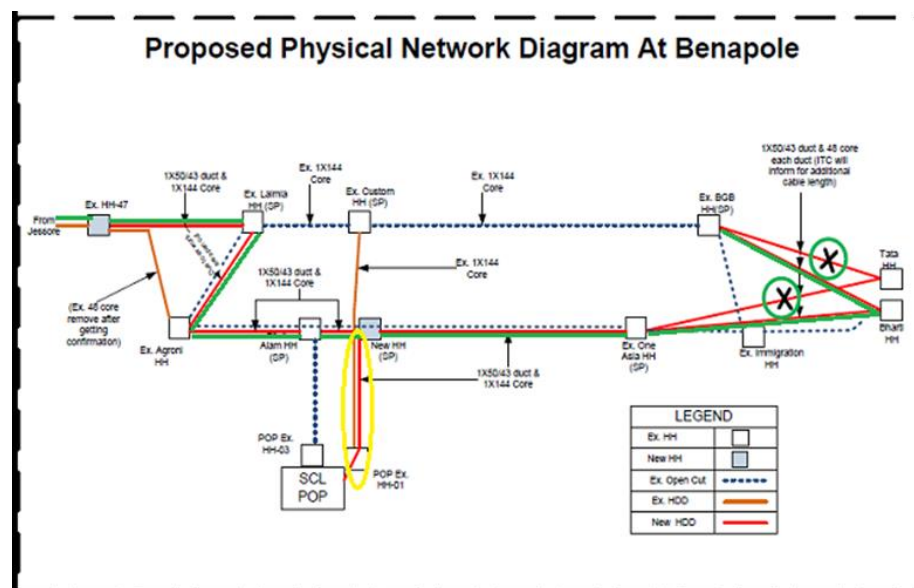 Proposed Physical Network Diagram At Benapole
1X50/43 duct & 48 core
each duct (ITC will
inform for additional
cable length)
1X50/43 duct &
1X144 Core
Ex. 1X144
Core
Ex. 1X144
Core
Ex. HH-47
Ex. Laimia
HH (SP)
Ex. Custom
HH (SP)
Ex. BGB
HH(SP)
From
Jessore
Tata
HH
Ex. 1X144
Core
1X50/43 duct &
1X144 Core
(Ex. 48 core
remove after
getting
confirmation)
Bharti
HH
Ex. Agroni
HH
Alam HH
(SP)
New HH
(SP)
Ex. One
Asia HH
(SP)
Ex. Immigration
HH
1X50/43 duct &
1X144 Core
POP Ex.
HH-03
SCL
POP
POP Ex.
HH-01
LEGEND
Ex. HH
New HH
Ex. Open Cut
Ex. HDD
New HDD